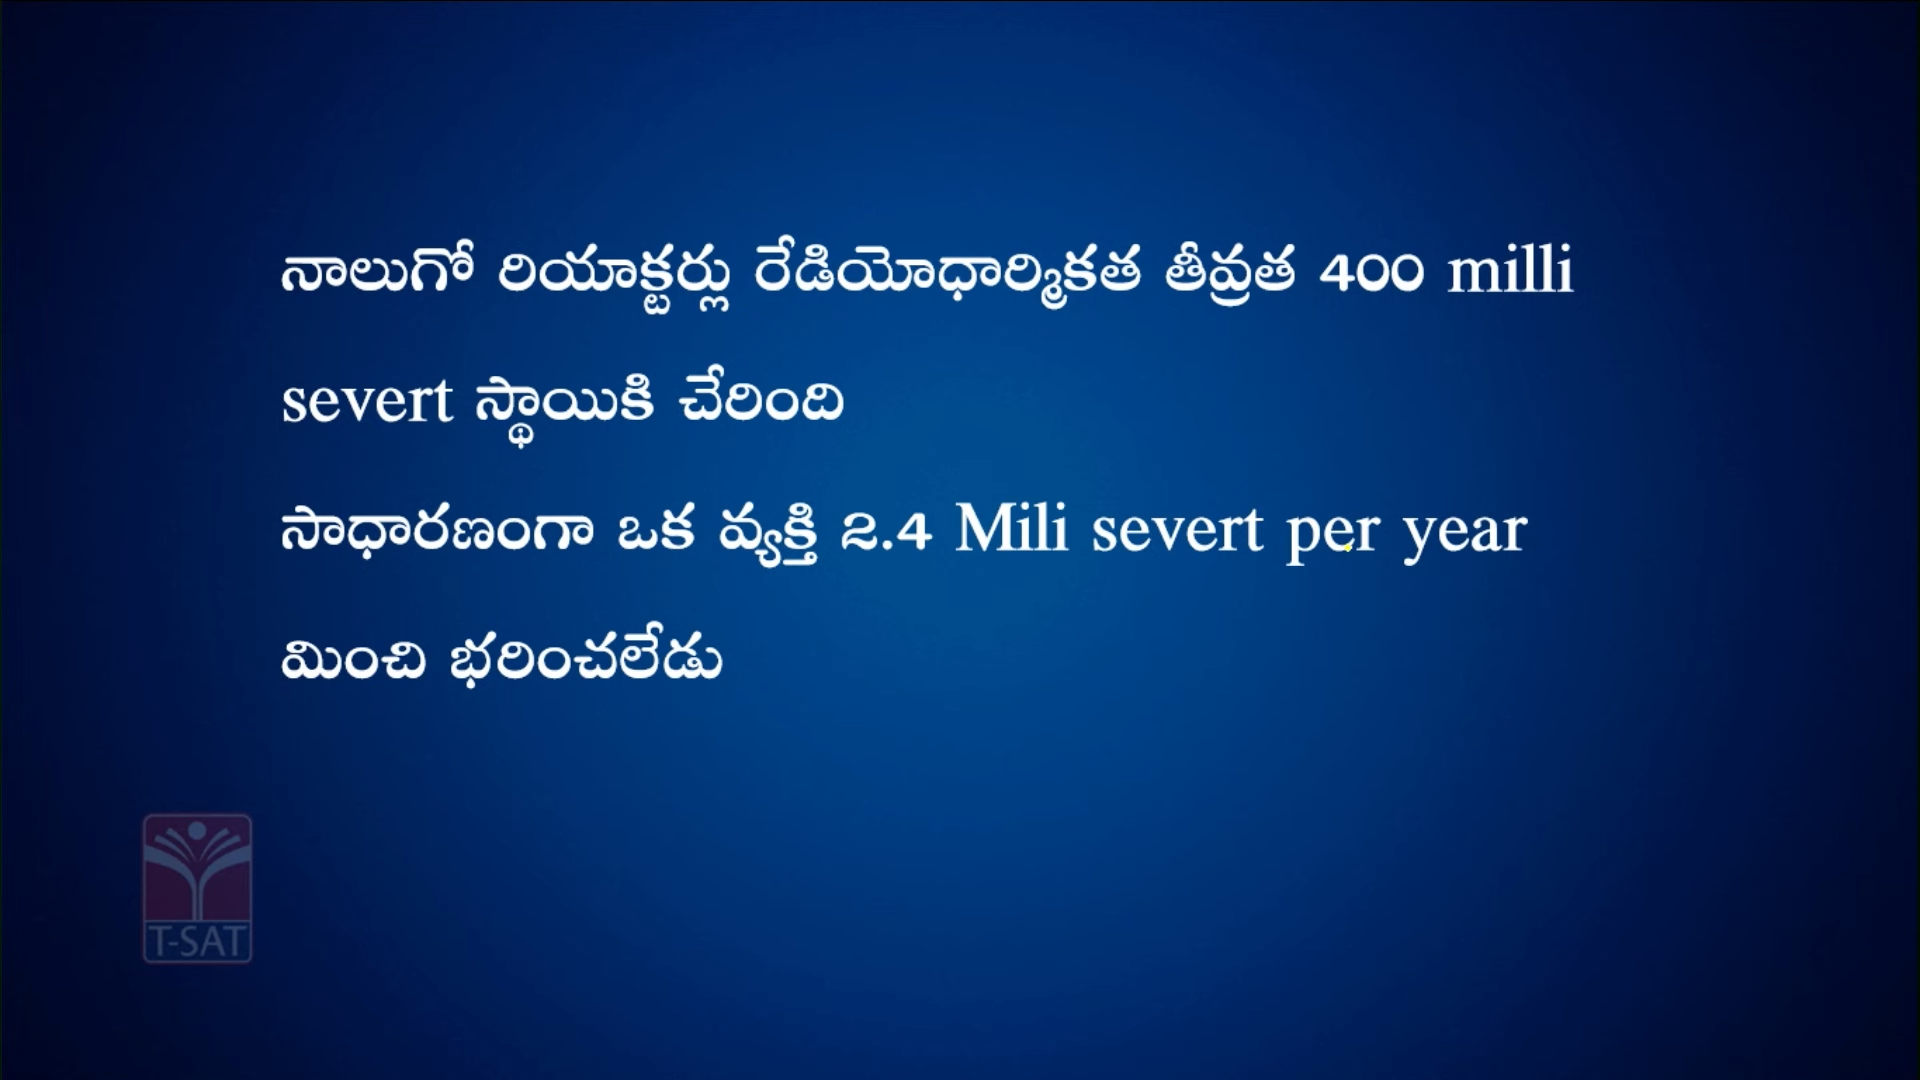 నాలుగో రియాక్టర్లు రేడియోధార్మికత తీవ్రత 400 milli
severt స్థాయికి చేరింది
సాధారణంగా ఒక వ్యక్తి 2.4 Mili severt per year
మించి భరించలేడు
T-SAT